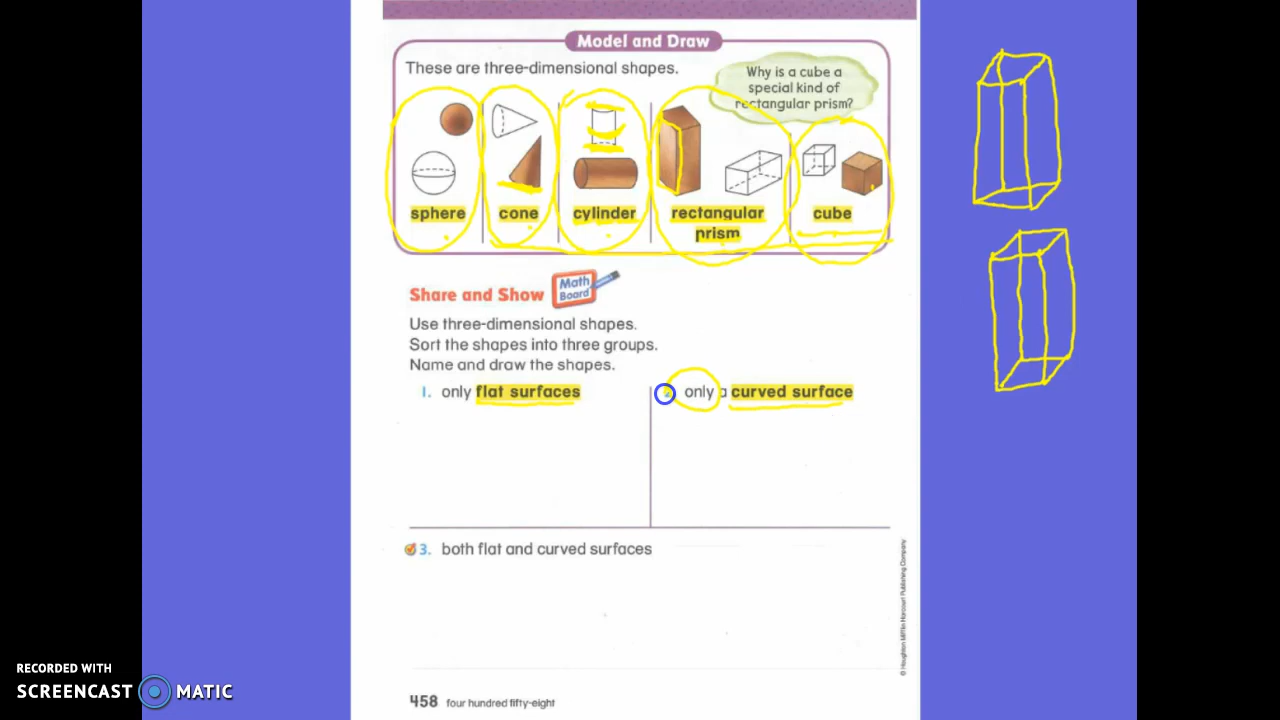 Model and Draw
These are three-dimensional shapes.
Why is a cube a
special kind of
rectangular prism?
sphere
cone
cylinder
rectangular
prism
cube
Share and Show
Math
Board
Use three-dimensional shapes.
Sort the shapes into three groups.
Name and draw the shapes.
1. only flat surfaces
only a curved surface
3. both flat and curved surfaces
© Houghton Mifflin Harcourt Publishing Company
458 four hundred fifty-eight
RECORDED WITH
SCREENCAST MATIC